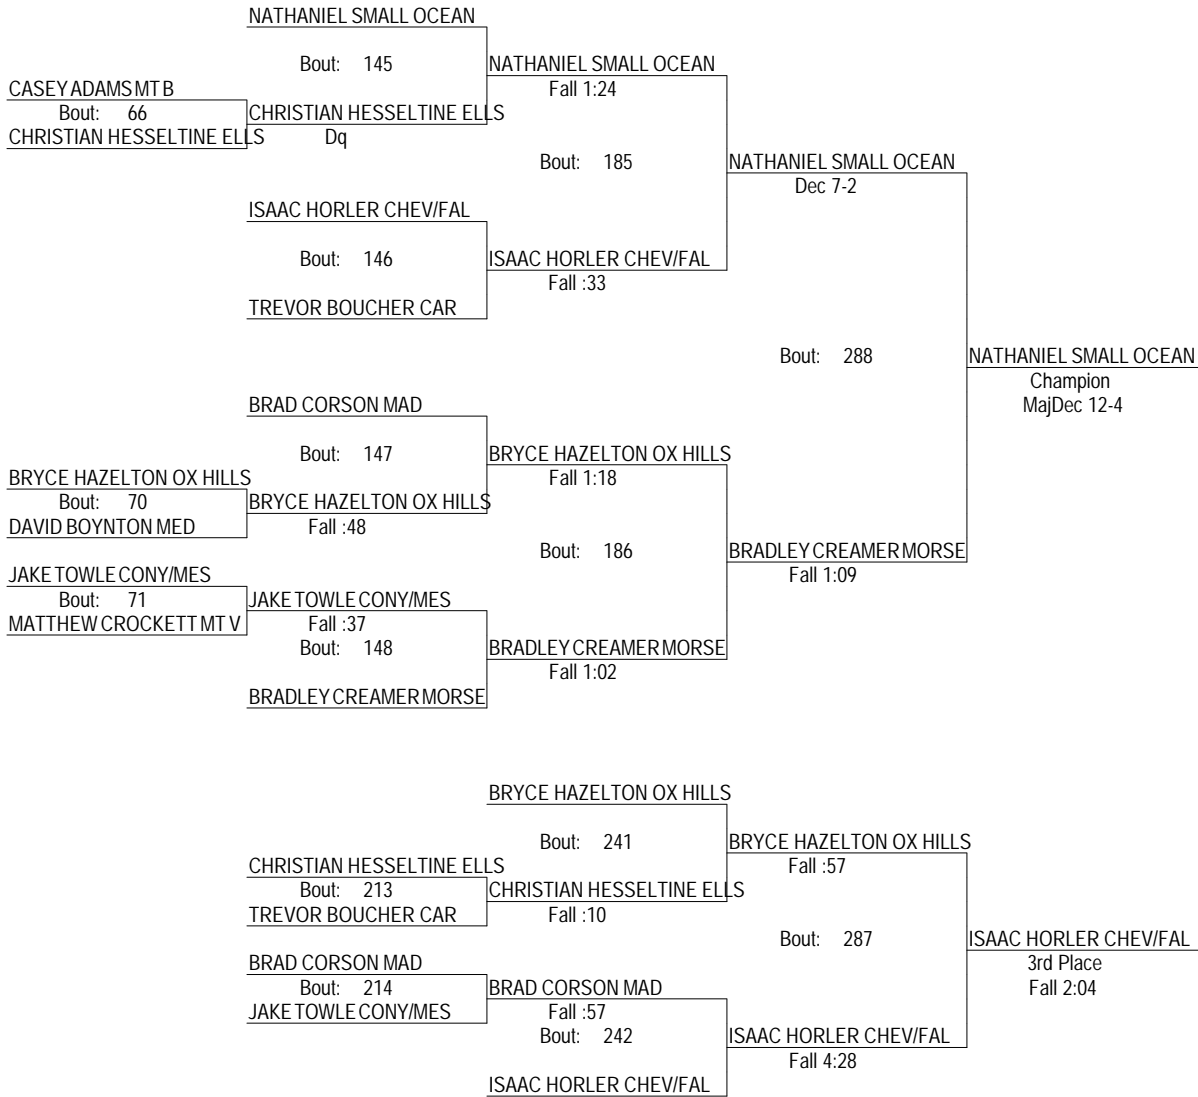 NATHANIEL SMALL OCEAN
Bout: 145
NATHANIEL SMALL OCEAN
CASEY ADAMS MT B
Fall 1:24
Bout: 66
CHRISTIAN HESSELTINE ELLS
CHRISTIAN HESSELTINE ELLS
Dq
Bout: 185
NATHANIEL SMALL OCEAN
Dec 7-2
ISAAC HORLER CHEV/FAL
Bout: 146
ISAAC HORLER CHEV/FAL
Fall :33
TREVOR BOUCHER CAR
Bout: 288
NATHANIEL SMALL OCEAN
Champion
MajDec 12-4
BRAD CORSON MAD
Bout: 147
BRYCE HAZELTON OX HILLS
BRYCE HAZELTON OX HILLS
Fall 1:18
Bout: 70
BRYCE HAZELTON OX HILLS
DAVID BOYNTON MED
Fall :48
Bout: 186
BRADLEY CREAMER MORSE
Fall 1:09
JAKE TOWLE CONY/MES
Bout: 71
JAKE TOWLE CONY/MES
MATTHEW CROCKETT MT V
Fall :37
Bout: 148
BRADLEY CREAMER MORSE
Fall 1:02
BRADLEY CREAMER MORSE
BRYCE HAZELTON OX HILLS
Bout: 241
BRYCE HAZELTON OX HILLS
Fall :57
CHRISTIAN HESSELTINE ELLS
Bout: 213
CHRISTIAN HESSELTINE ELLS
TREVOR BOUCHER CAR
Fall :10
Bout: 287
ISAAC HORLER CHEV/FAL
3rd Place
Fall 2:04
BRAD CORSON MAD
Bout: 214
BRAD CORSON MAD
JAKE TOWLE CONY/MES
Fall :57
Bout: 242
ISAAC HORLER CHEV/FAL
Fall 4:28
ISAAC HORLER CHEV/FAL